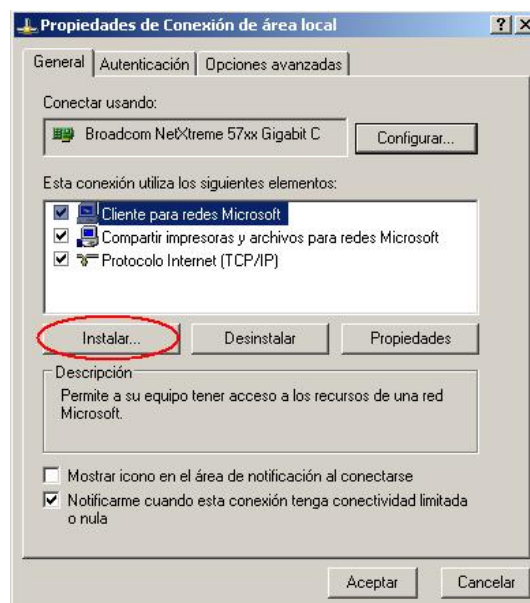 Propiedades de Conexión de área local
General
Autenticación
Opciones avanzadas
Conectar usando:
Broadcom NetXtreme 57xx Gigabit C
Configurar...
Esta conexión utiliza los siguientes elementos:
Cliente para redes Microsoft
Compartir impresoras y archivos para redes Microsoft
Protocolo Internet (TCP/IP)
Instalar...
Desinstalar
Propiedades
Descripción
Permite a su equipo tener acceso a los recursos de una red
Microsoft.
Mostrar icono en el área de notificación al conectarse
Notificarme cuando esta conexión tenga conectividad limitada
o nula
Aceptar
Cancelar